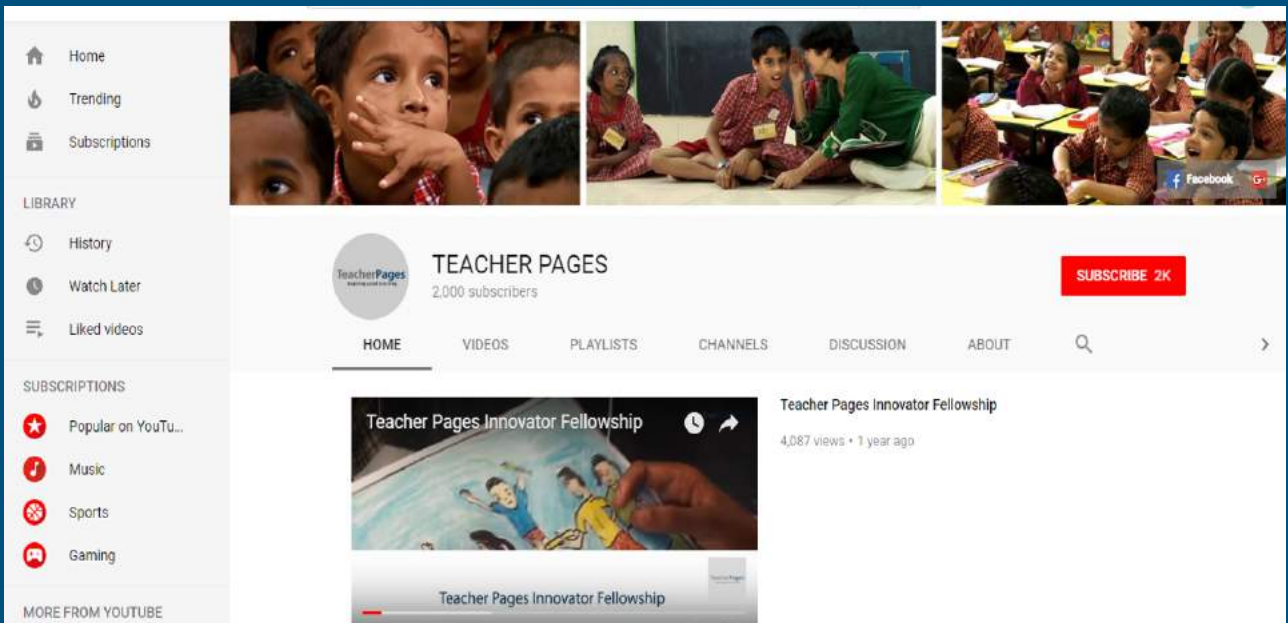 Home
Trending
Subscriptions
LIBRARY
History
Watch Later
Liked videos
SUBSCRIPTIONS
Popular on YouTu...
Music
Sports
Gaming
MORE FROM YOUTUBE
Facebook
G+
TeacherPages
TEACHER PAGES
2,000 subscribers
SUBSCRIBE 2K
HOME VIDEOS PLAYLISTS CHANNELS DISCUSSION ABOUT
Teacher Pages Innovator Fellowship
Teacher Pages Innovator Fellowship
Teacher Pages Innovator Fellowship
4,087 views • 1 year ago